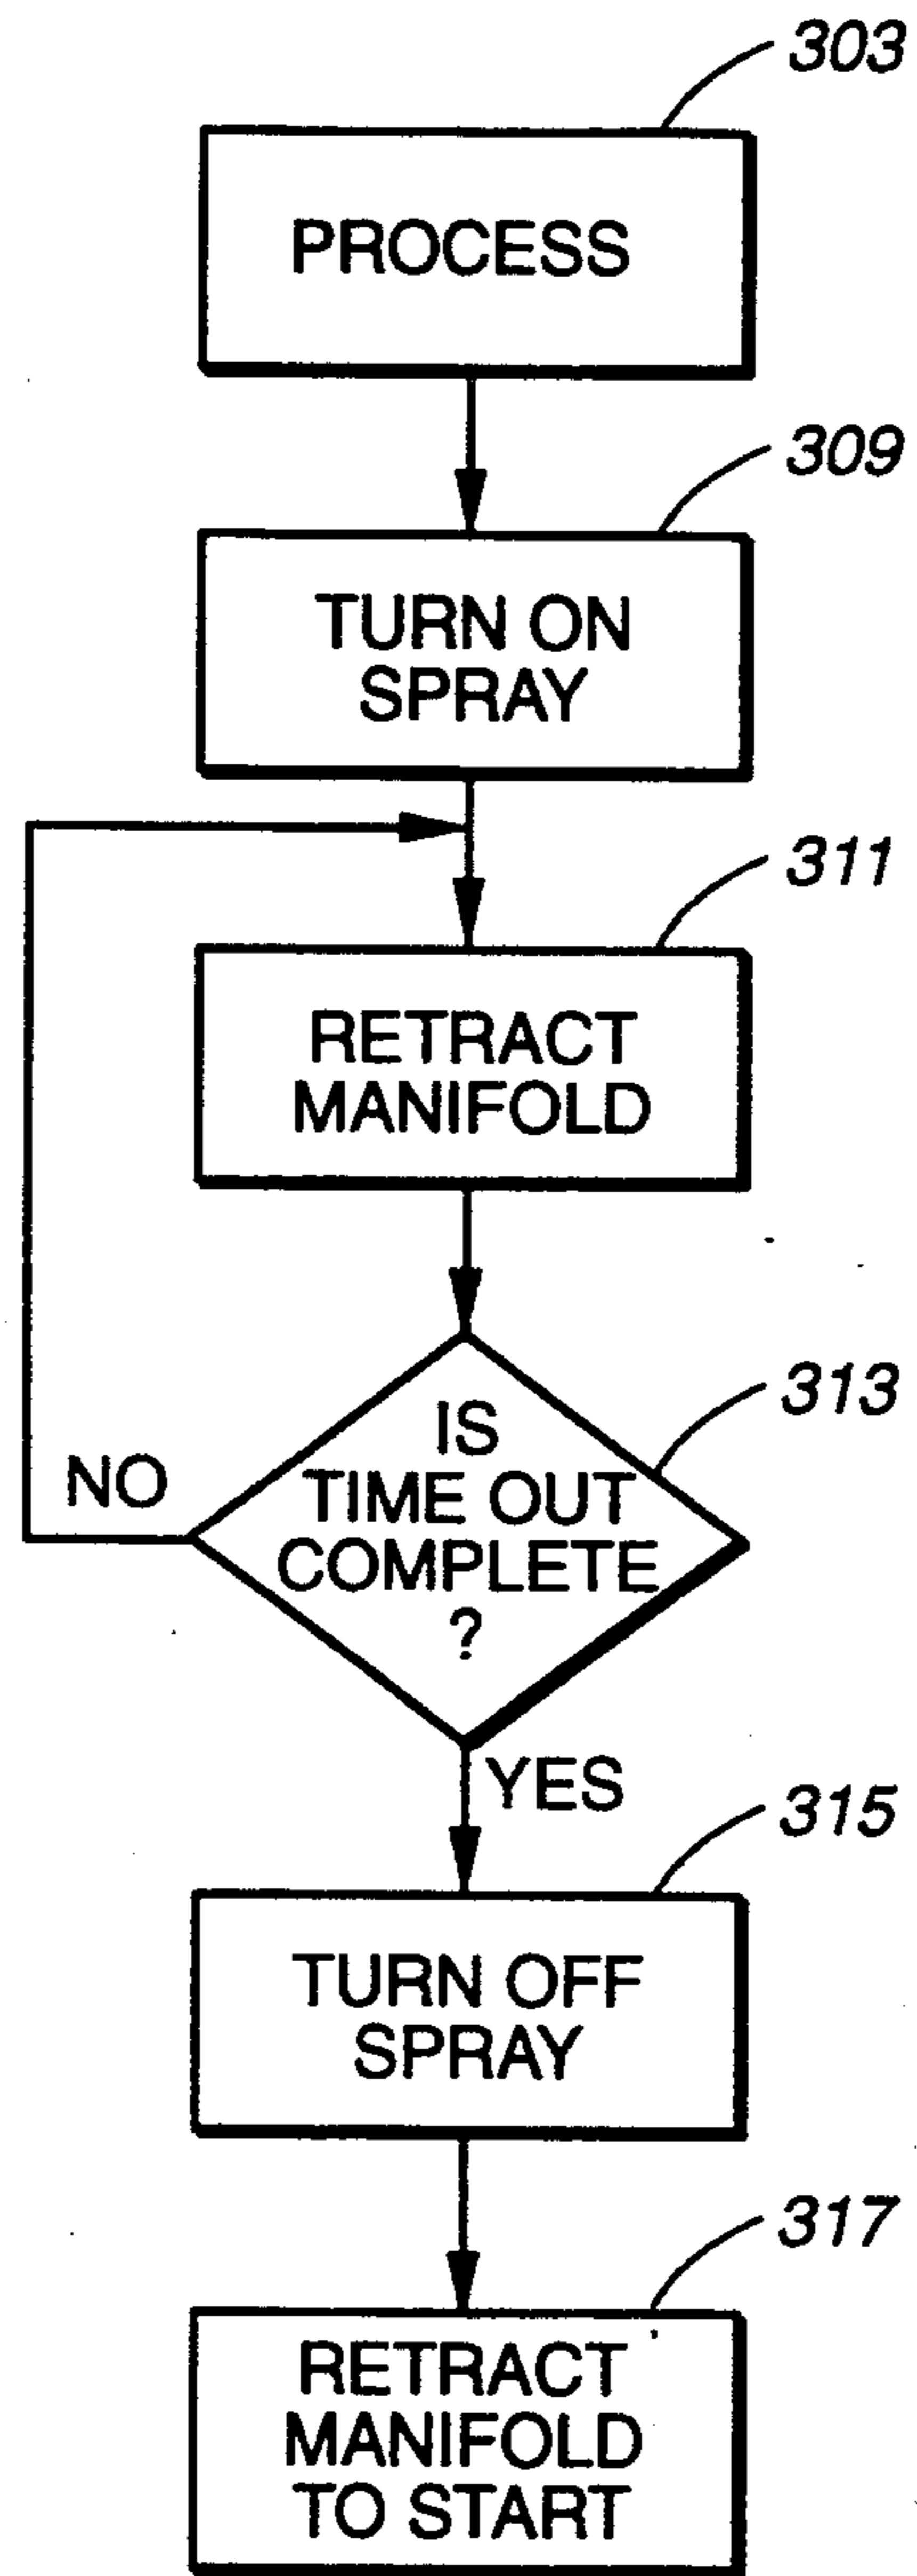 303
PROCESS
309
TURN ON
SPRAY
311
RETRACT
MANIFOLD
313
IS
TIME OUT
COMPLETE
?
NO
YES
315
TURN OFF
SPRAY
317
RETRACT
MANIFOLD
TO START